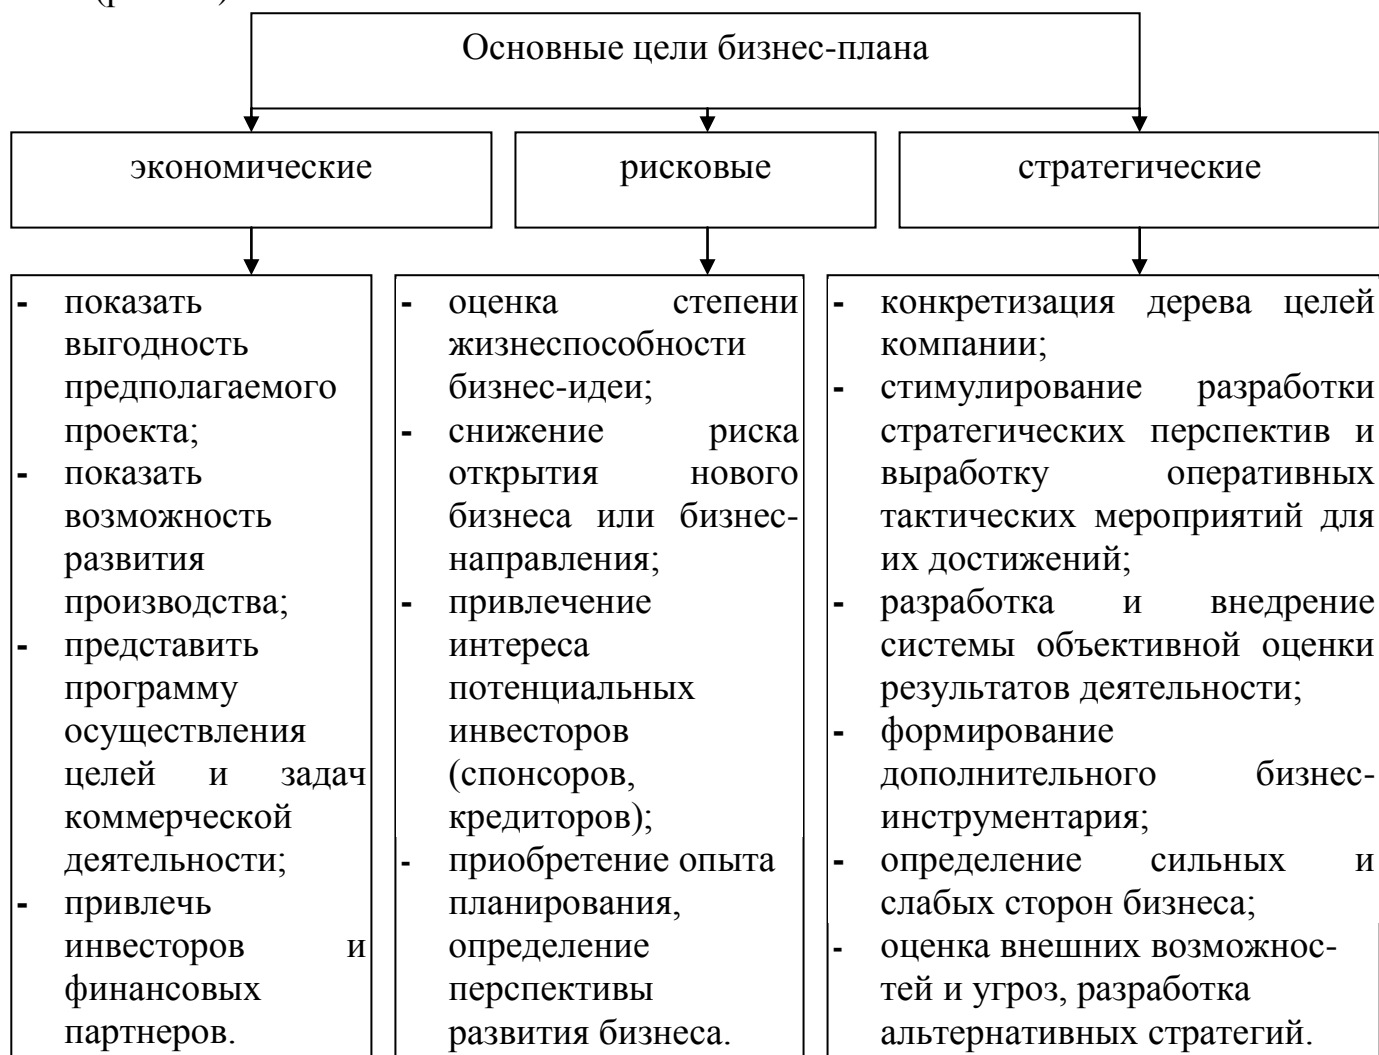 Основные цели бизнес-плана
экономические
рисковые
стратегические
- показать
выгодность
предполагаемого
проекта;
- показать
возможность
развития
производства;
- представить
программу
осуществления
целей и задач
коммерческой
деятельности;
- привлечь
инвесторов и
финансовых
партнеров.
- оценка степени
жизнеспособности
бизнес-идеи;
- снижение риска
открытия нового
бизнеса или бизнес-
направления;
- привлечение
интереса
потенциальных
инвесторов
(спонсоров,
кредиторов);
- приобретение опыта
планирования,
определение
перспективы
развития бизнеса.
- конкретизация дерева целей
компании;
- стимулирование разработки
стратегических перспектив и
выработку оперативных
тактических мероприятий для
их достижений;
- разработка и внедрение
системы объективной оценки
результатов деятельности;
- формирование
дополнительного бизнес-
инструментария;
- определение сильных и
слабых сторон бизнеса;
- оценка внешних возможнос-
тей и угроз, разработка
альтернативных стратегий.